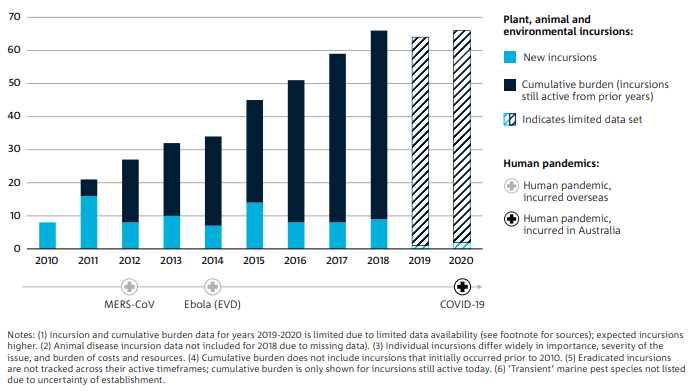 70
60
50
40
30
20
10
0
2010 2011 2012 2013 2014 2015 2016 2017 2018 2019 2020
MERS-CoV Ebola (EVD) COVID-19
Plant, animal and
environmental incursions:
New incursions
Cumulative burden (incursions
still active from prior years)
Indicates limited data set
Human pandemics:
Human pandemic,
incurred overseas
Human pandemic,
incurred in Australia
Notes: (1) Incursion and cumulative burden data for years 2019-2020 is limited due to limited data availability (see footnote for sources); expected incursions
higher. (2) Animal disease incursion data not included for 2018 due to missing data). (3) Individual incursions differ widely in importance, severity of the
issue, and burden of costs and resources. (4) Cumulative burden does not include incursions that initially occurred prior to 2010. (5) Eradicated incursions
are not tracked across their active timeframes; cumulative burden is only shown for incursions still active today. (6) 'Transient' marine pest species not listed
due to uncertainty of establishment.